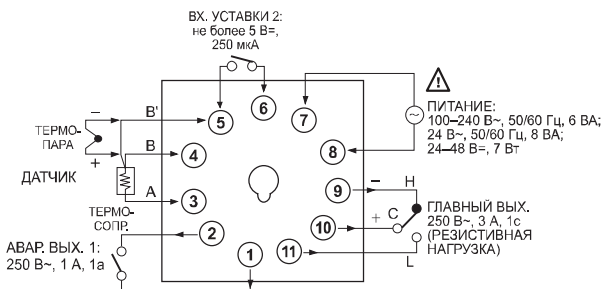 ВХ. УСТАВКИ 2:
не более 5 В=,
250 мкА
– B'
5
6
7
ТЕРМО-
ПАРА
+ B
4
8
ПИТАНИЕ:
100–240 В~, 50/60 Гц, 6 ВА;
24 В~, 50/60 Гц, 8 ВА;
24–48 В=, 7 Вт
ДАТЧИК
A
3
9
– H
ТЕРМО-
СОПР.
2
10
+ C
ГЛАВНЫЙ ВЫХ.
250 В~, 3 А, 1с
(РЕЗИСТИВНАЯ
НАГРУЗКА)
АВАР. ВЫХ. 1:
250 В~, 1 А, 1а
1
11
L